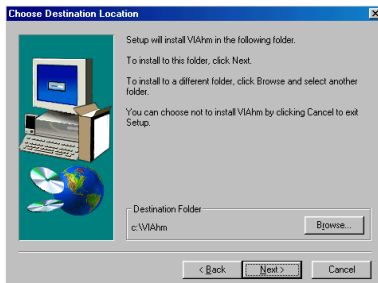 Choose Destination Location
Setup will install VIAhm in the following folder.
To install to this folder, click Next.
To install to a different folder, click Browse and select another
folder.
You can choose not to install VIAhm by clicking Cancel to exit
Setup.
Destination Folder
c:\VIAhm
Browse...
< Back
Next >
Cancel